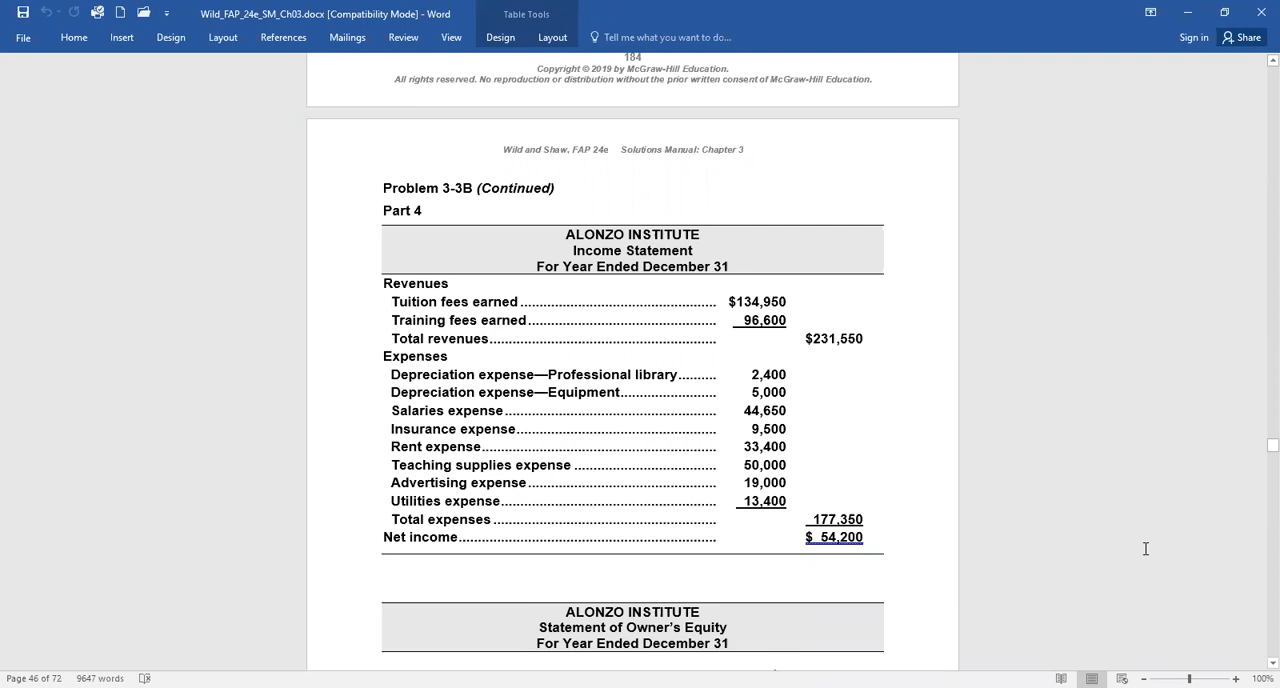 Wild_FAP_24e_SM_Ch03.docx [Compatibility Mode] - Word
Table Tools
File Home Insert Design Layout References Mailings Review View Design Layout Tell me what you want to do... Sign in Share
184
Copyright © 2019 by McGraw-Hill Education.
All rights reserved. No reproduction or distribution without the prior written consent of McGraw-Hill Education.
Wild and Shaw, FAP 24e Solutions Manual: Chapter 3
Problem 3-3B (Continued)
Part 4
ALONZO INSTITUTE
Income Statement
For Year Ended December 31
Revenues
Tuition fees earned ................................................ $134,950
Training fees earned .............................................. 96,600
Total revenues ....................................................... $231,550
Expenses
Depreciation expense—Professional library .......... 2,400
Depreciation expense—Equipment ........................ 5,000
Salaries expense .................................................... 44,650
Insurance expense ................................................. 9,500
Rent expense ......................................................... 33,400
Teaching supplies expense ................................... 50,000
Advertising expense .............................................. 19,000
Utilities expense ..................................................... 13,400
Total expenses ....................................................... 177,350
Net income ............................................................. $ 54,200
ALONZO INSTITUTE
Statement of Owner's Equity
For Year Ended December 31
Page 46 of 72 9647 words 100%